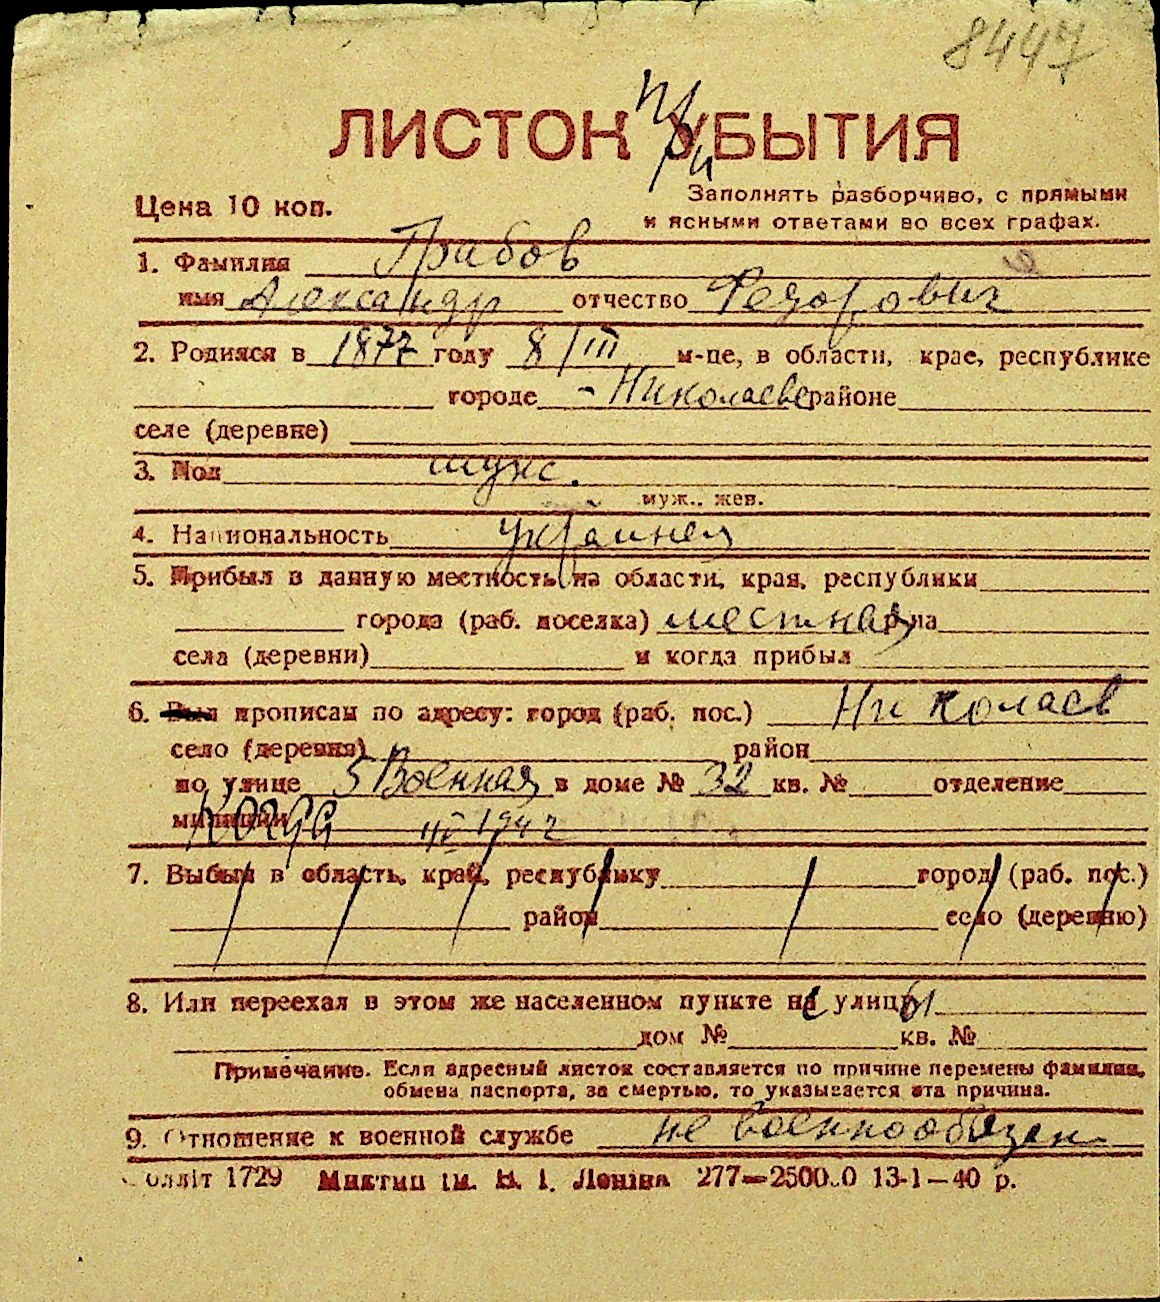 8447
ЛИСТОК УБЫТИЯ
при
Цена 10 коп.
Заполнять разборчиво, с прямыми
и ясными ответами во всех графах.
1. Фамилия Грибов
имя Александр отчество Федорович
2. Родился в 1877 году 8/III м-це, в области, крае, республике
городе - Николаеве районе
селе (деревне)
3. Пол муж.
муж., жен.
4. Национальность украинец
5. Прибыл в данную местность из области, края, республики
города (раб. поселка) местный р-на
села (деревни) и когда прибыл
6. Был прописан по адресу: город (раб. пос.) Николаев
село (деревня) район
по улице 5 Военная в доме № 32 кв. № отделение
милиции Когда IV 1942
7. Выбыл в область, край, республику город (раб. пос.)
район село (деревню)
8. Или переехал в этом же населенном пункте на улицу
с ы
дом № кв. №
Примечание. Если адресный листок составляется по причине перемены фамилии,
обмена паспорта, за смертью, то указывается эта причина.
9. Отношение к военной службе не военнообязан
олліт 1729 Миктип ім. В. І. Леніна 277—2500.0 13-1—40 р.